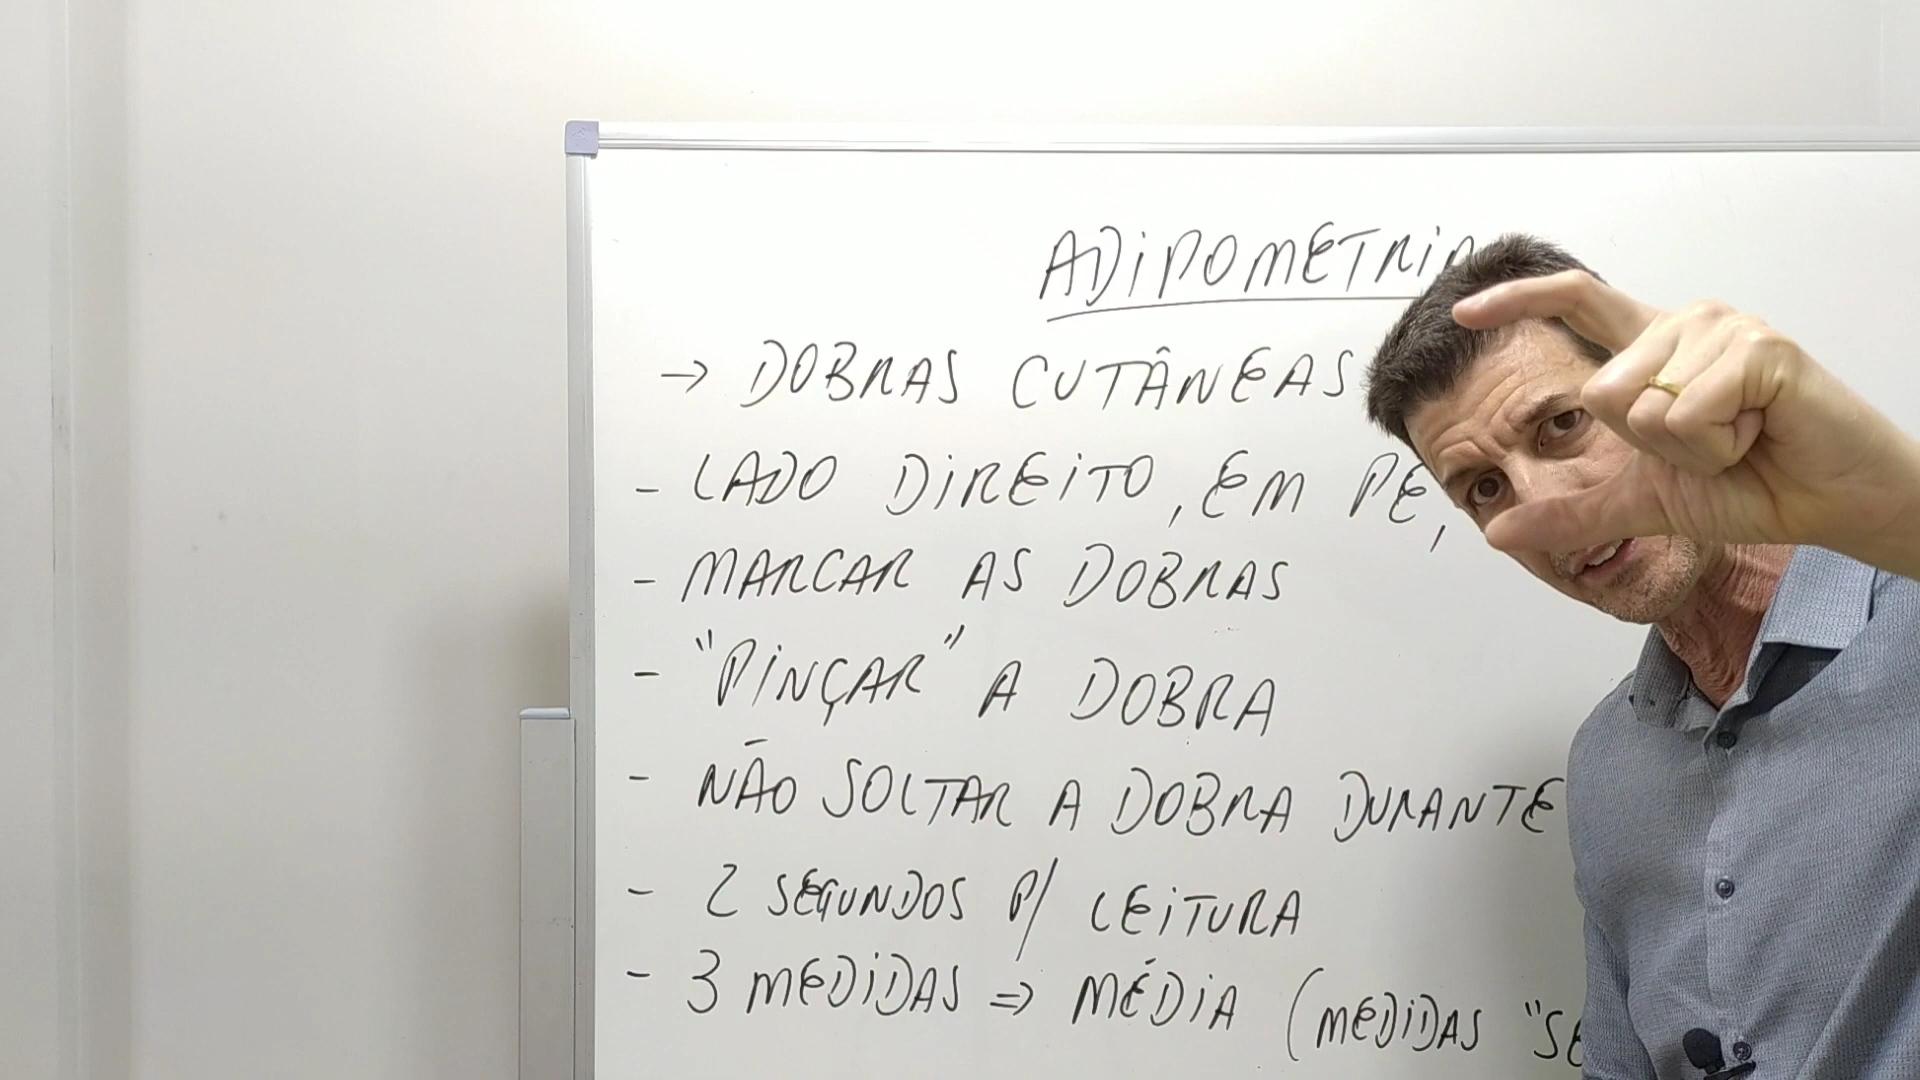 ADIPOMETRIA
→ DOBRAS CUTÂNEAS
- LADO DIREITO, EM PÉ,
- MARCAR AS DOBRAS
- "PINÇAR" A DOBRA
- NÃO SOLTAR A DOBRA DURANTE
- 2 SEGUNDOS P/ LEITURA
- 3 MEDIDAS ⇒ MÉDIA (MEDIDAS "SE